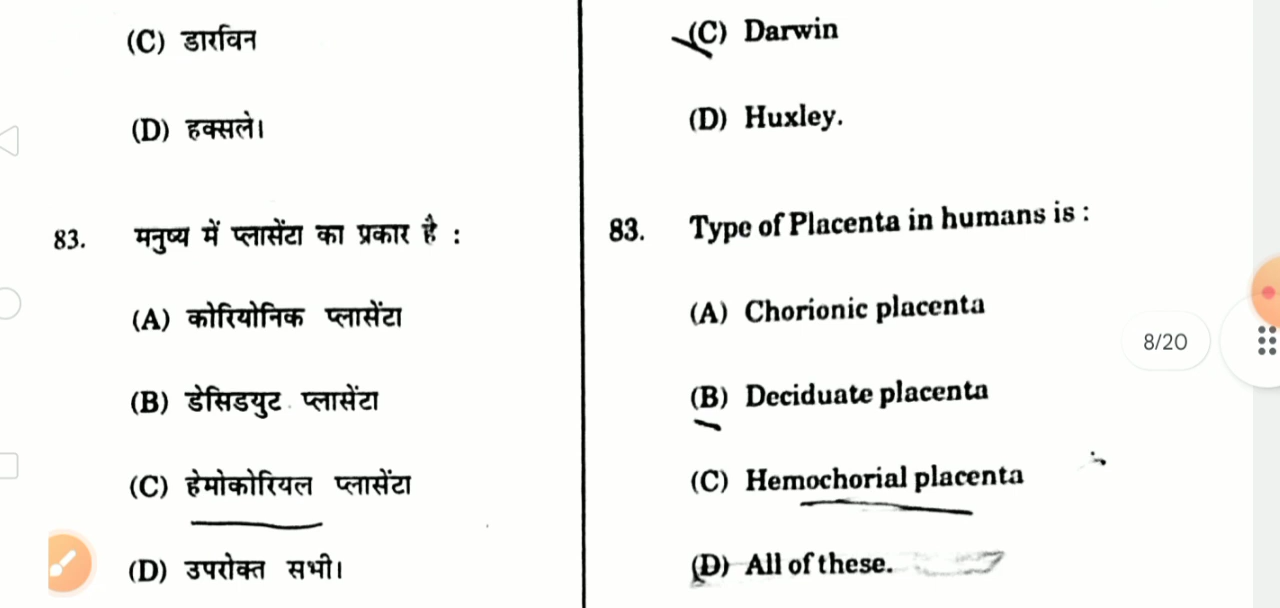 (C) डारविन
(D) हक्सले।
83. मनुष्य में प्लासेंटा का प्रकार है :
(A) कोरियोनिक प्लासेंटा
(B) डेसिडयुट प्लासेंटा
(C) हेमोकोरियल प्लासेंटा
(D) उपरोक्त सभी।
(C) Darwin
(D) Huxley.
83. Type of Placenta in humans is :
(A) Chorionic placenta
(B) Deciduate placenta
(C) Hemochorial placenta
(D) All of these.
8/20